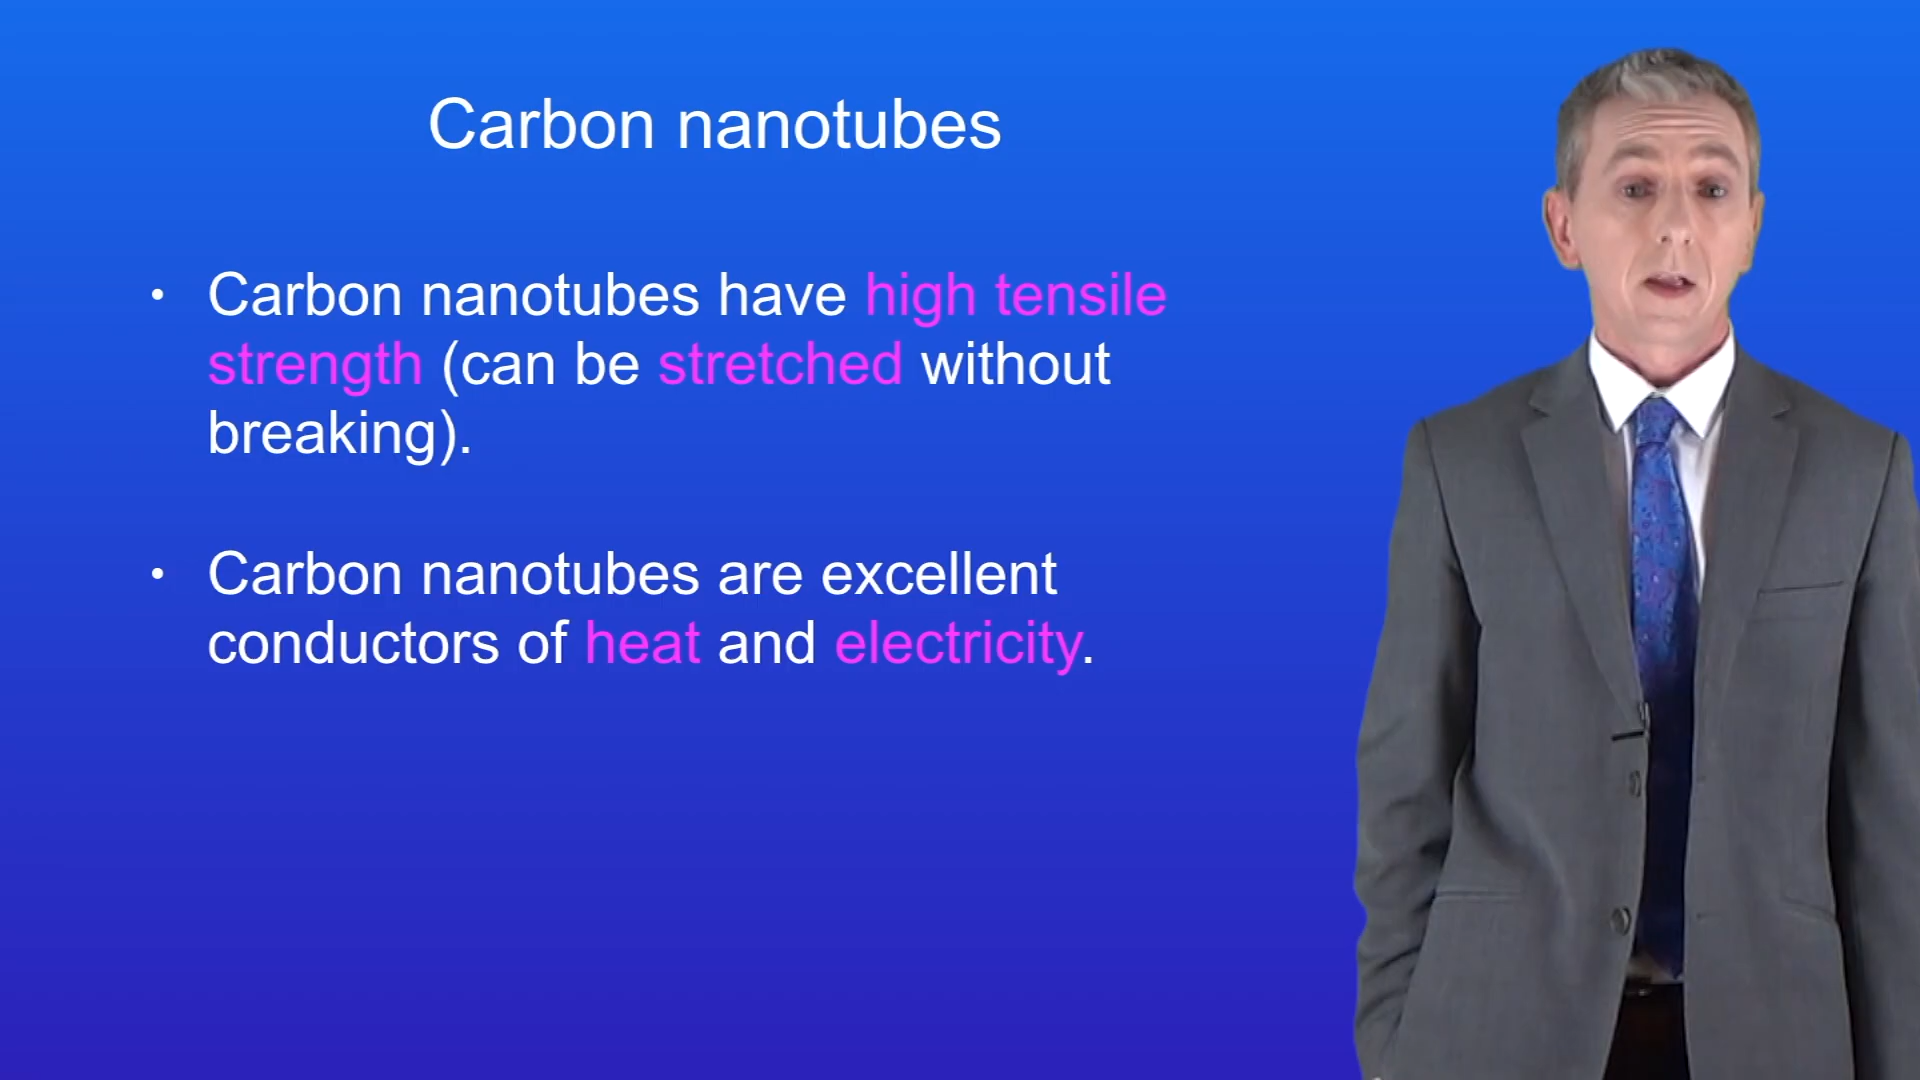 Carbon nanotubes
• Carbon nanotubes have high tensile
strength (can be stretched without
breaking).
• Carbon nanotubes are excellent
conductors of heat and electricity.